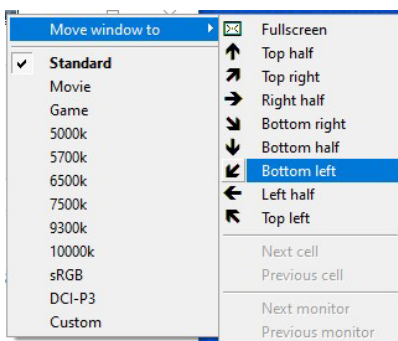 Move window to
Standard
Movie
Game
5000k
5700k
6500k
7500k
9300k
10000k
sRGB
DCI-P3
Custom
Fullscreen
Top half
Top right
Right half
Bottom right
Bottom half
Bottom left
Left half
Top left
Next cell
Previous cell
Next monitor
Previous monitor